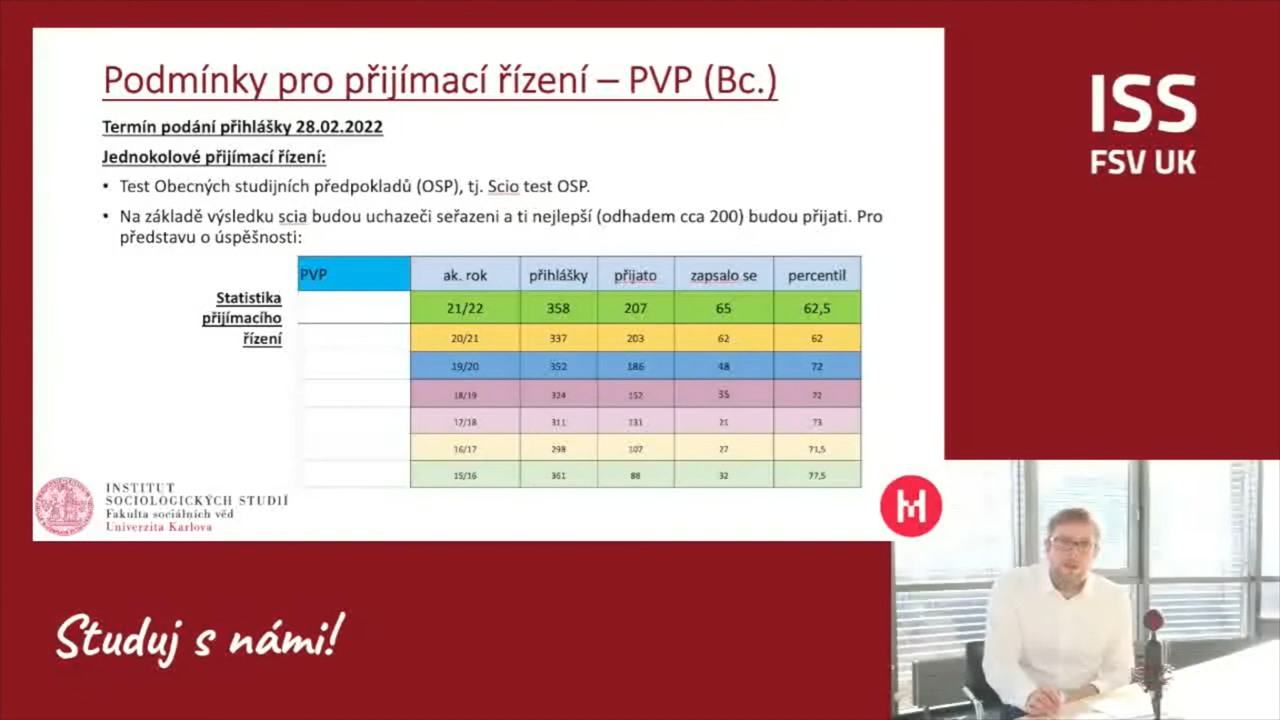 Podmínky pro přijímací řízení – PVP (Bc.)
Termín podání přihlášky 28.02.2022
Jednokolové přijímací řízení:
• Test Obecných studijních předpokladů (OSP), tj. Scio test OSP.
• Na základě výsledku scia budou uchazeči seřazeni a ti nejlepší (odhadem cca 200) budou přijati. Pro
představu o úspěšnosti:
Statistika
přijímacího
řízení
PVP ak. rok přihlášky přijato zapsalo se percentil
21/22 358 207 65 62,5
20/21 337 203 62 62
19/20 352 186 48 72
18/19 324 152 35 72
17/18 311 131 21 73
16/17 298 107 27 71,5
15/16 361 88 32 77,5
INSTITUT
SOCIOLOGICKÝCH STUDIÍ
Fakulta sociálních věd
Univerzita Karlova
ISS
FSV UK
M
Studuj s námi!